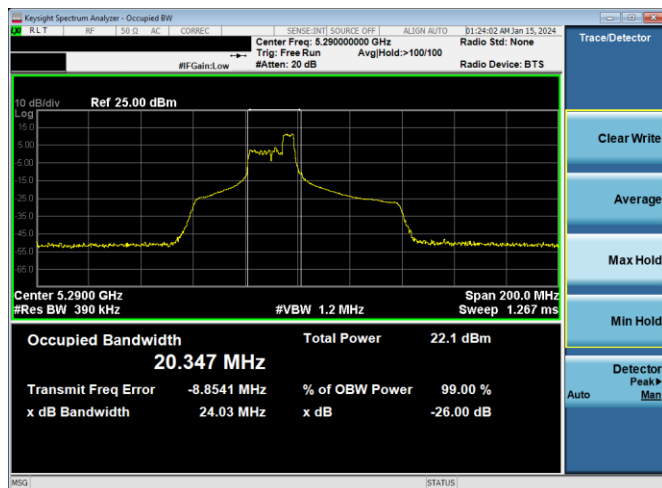 Keysight Spectrum Analyzer - Occupied BW
RLT RF 50 Ω AC CORREC SENSE:INT SOURCE OFF ALIGN AUTO 01:24:02 AM Jan 15, 2024
Center Freq: 5.290000000 GHz Radio Std: None
Trig: Free Run Avg|Hold:>100/100
#IFGain:Low #Atten: 20 dB Radio Device: BTS
Trace/Detector
10 dB/div Ref 25.00 dBm
Log
15.0
5.00
-5.00
-15.0
-25.0
-35.0
-45.0
-55.0
-65.0
Center 5.2900 GHz Span 200.0 MHz
#Res BW 390 kHz #VBW 1.2 MHz Sweep 1.267 ms
Occupied Bandwidth Total Power 22.1 dBm
20.347 MHz
Transmit Freq Error -8.8541 MHz % of OBW Power 99.00 %
x dB Bandwidth 24.03 MHz x dB -26.00 dB
Clear Write
Average
Max Hold
Min Hold
Detector
Peak▶
Auto Man
MSG STATUS